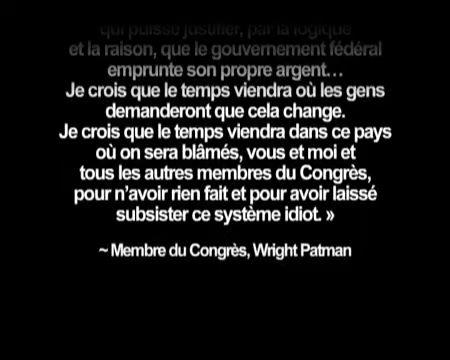 qui puisse justifier, par la logique
et la raison, que le gouvernement fédéral
emprunte son propre argent…
Je crois que le temps viendra où les gens
demanderont que cela change.
Je crois que le temps viendra dans ce pays
où on sera blâmés, vous et moi et
tous les autres membres du Congrès,
pour n’avoir rien fait et pour avoir laissé
subsister ce système idiot. »
~ Membre du Congrès, Wright Patman